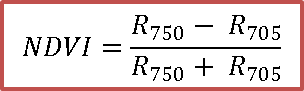 NDVI = (R₇₅₀ − R₇₀₅) / (R₇₅₀ + R₇₀₅)